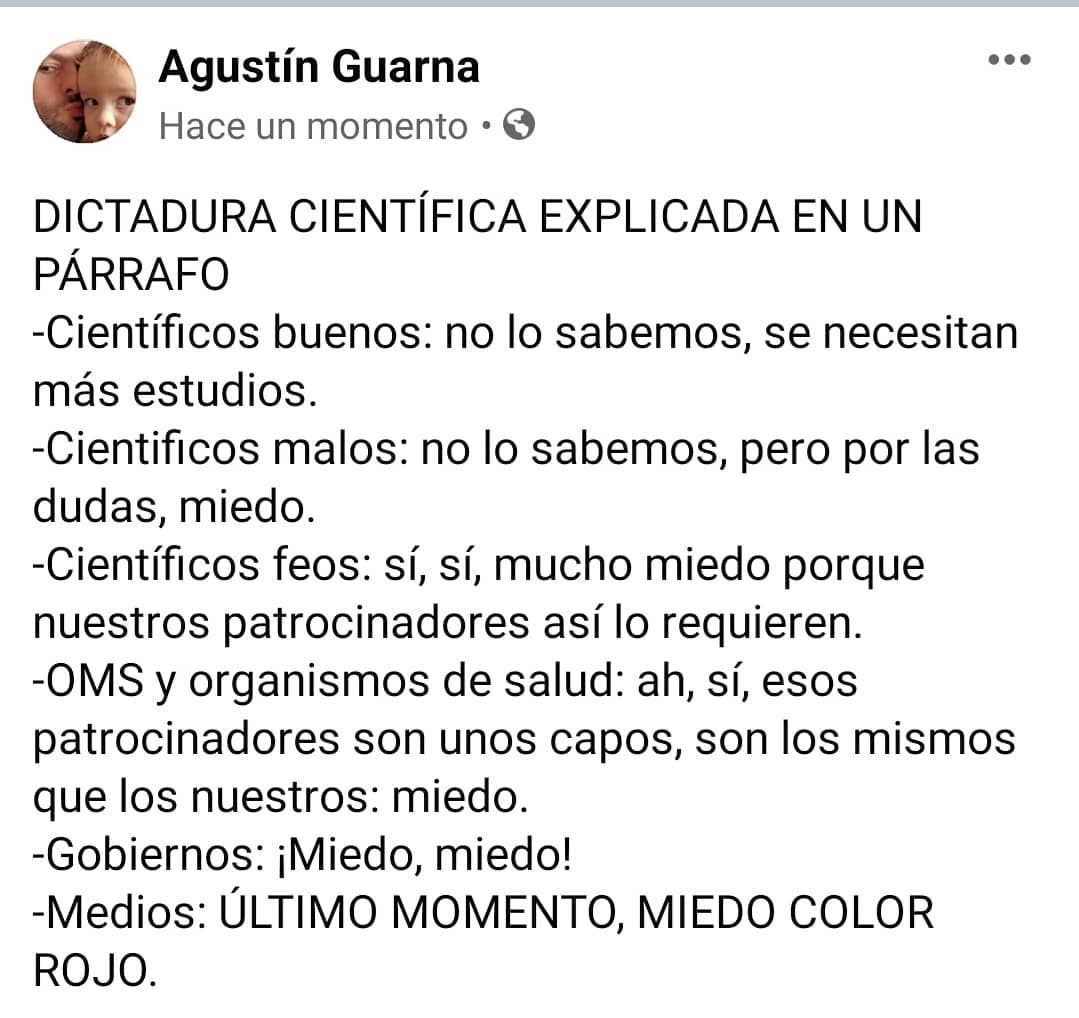 Agustín Guarna
Hace un momento •
DICTADURA CIENTÍFICA EXPLICADA EN UN
PÁRRAFO
-Científicos buenos: no lo sabemos, se necesitan
más estudios.
-Cientificos malos: no lo sabemos, pero por las
dudas, miedo.
-Científicos feos: sí, sí, mucho miedo porque
nuestros patrocinadores así lo requieren.
-OMS y organismos de salud: ah, sí, esos
patrocinadores son unos capos, son los mismos
que los nuestros: miedo.
-Gobiernos: ¡Miedo, miedo!
-Medios: ÚLTIMO MOMENTO, MIEDO COLOR
ROJO.